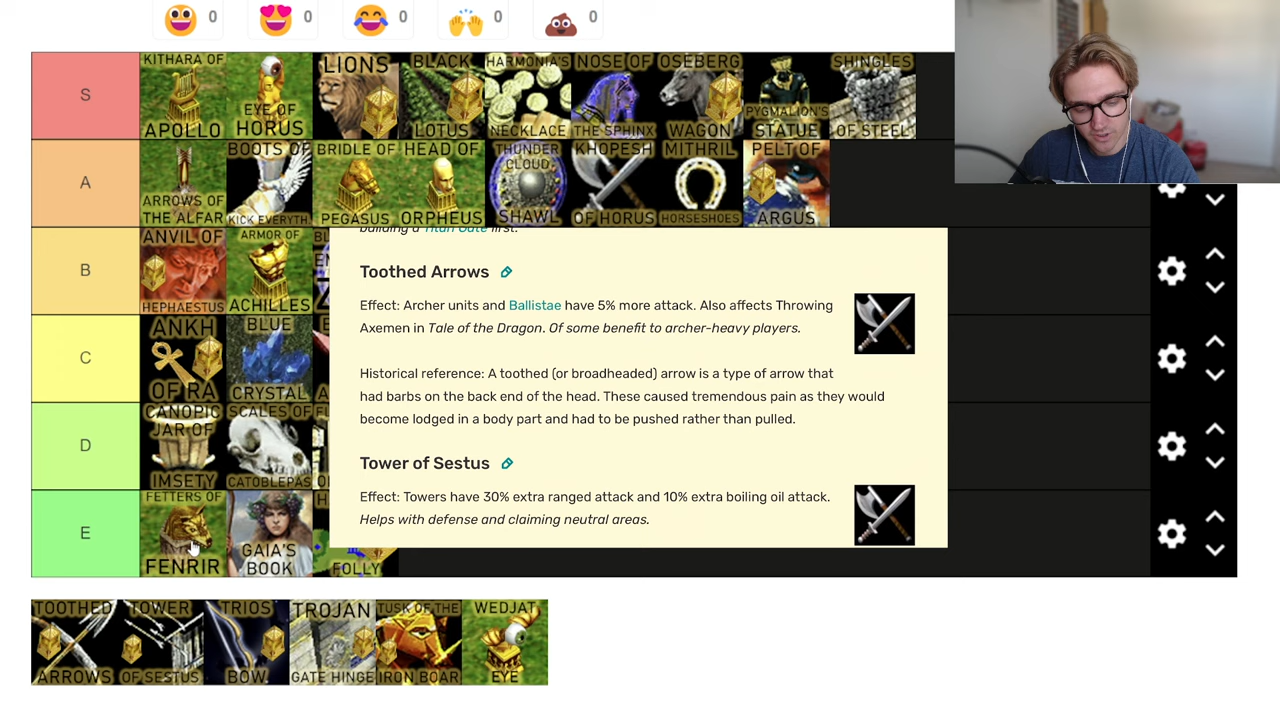 0 0 0 0 0
S
KITHARA OF APOLLO
EYE OF HORUS
LIONS
BLACK LOTUS
HARMONIA'S NECKLACE
NOSE OF THE SPHINX
OSEBERG WAGON
PYGMALION'S STATUE
SHINGLES OF STEEL
A
ARROWS OF THE ALFAR
BOOTS OF KICK EVERYTH.
BRIDLE OF PEGASUS
HEAD OF ORPHEUS
THUNDER CLOUD SHAWL
KHOPESH OF HORUS
MITHRIL HORSESHOES
PELT OF ARGUS
B
ANVIL OF HEPHAESTUS
ARMOR OF ACHILLES
C
ANKH OF RA
BLUE CRYSTAL
D
CANOPIC JAR OF IMSETY
SCALES OF CATOBLEPAS
E
FETTERS OF FENRIR
GAIA'S BOOK
FOLLY
building a Titan Gate first.
Toothed Arrows
Effect: Archer units and Ballistae have 5% more attack. Also affects Throwing
Axemen in Tale of the Dragon. Of some benefit to archer-heavy players.
Historical reference: A toothed (or broadheaded) arrow is a type of arrow that
had barbs on the back end of the head. These caused tremendous pain as they would
become lodged in a body part and had to be pushed rather than pulled.
Tower of Sestus
Effect: Towers have 30% extra ranged attack and 10% extra boiling oil attack.
Helps with defense and claiming neutral areas.
TOOTHED ARROWS
TOWER OF SESTUS
TRIOS BOW
TROJAN GATE HINGE
TUSK OF THE IRON BOAR
WEDJAT EYE